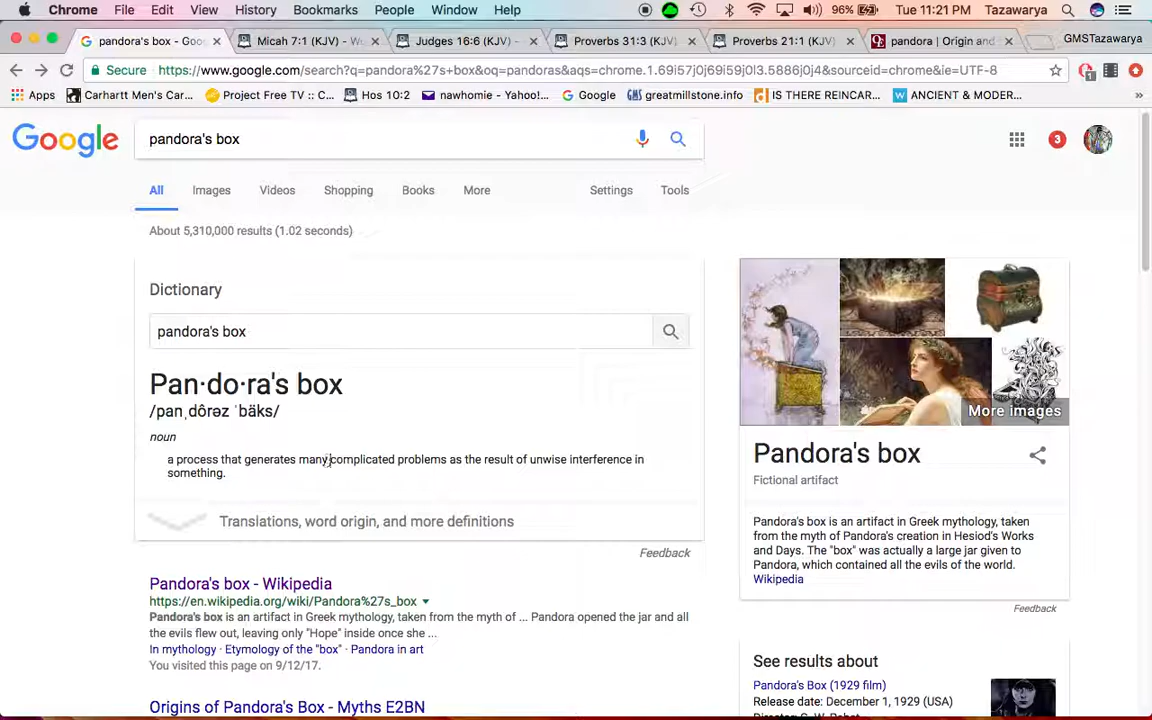 Chrome File Edit View History Bookmarks People Window Help 96% Tue 11:21 PM Tazawarya
pandora's box - Goo
Micah 7:1 (KJV) - W
Judges 16:6 (KJV) -
Proverbs 31:3 (KJV)
Proverbs 21:1 (KJV)
pandora | Origin and
GMSTazawarya
Secure https://www.google.com/search?q=pandora%27s+box&oq=pandoras&aqs=chrome.1.69i57j0j69i59j0l3.5886j0j4&sourceid=chrome&ie=UTF-8
Apps Carhartt Men's Car... Project Free TV :: C... Hos 10:2 nawhomie - Yahoo!... Google GMS greatmillstone.info IS THERE REINCAR... ANCIENT & MODER... »
Google
pandora's box
3
All Images Videos Shopping Books More Settings Tools
About 5,310,000 results (1.02 seconds)
Dictionary
pandora's box
Pan·do·ra's box
/panˌdôrəz ˈbäks/
noun
a process that generates many complicated problems as the result of unwise interference in
something.
Translations, word origin, and more definitions
Feedback
Pandora's box - Wikipedia
https://en.wikipedia.org/wiki/Pandora%27s_box
Pandora's box is an artifact in Greek mythology, taken from the myth of ... Pandora opened the jar and all
the evils flew out, leaving only "Hope" inside once she ...
In mythology · Etymology of the "box" · Pandora in art
You visited this page on 9/12/17.
Origins of Pandora's Box - Myths E2BN
More images
Pandora's box
Fictional artifact
Pandora's box is an artifact in Greek mythology, taken
from the myth of Pandora's creation in Hesiod's Works
and Days. The "box" was actually a large jar given to
Pandora, which contained all the evils of the world.
Wikipedia
Feedback
See results about
Pandora's Box (1929 film)
Release date: December 1, 1929 (USA)